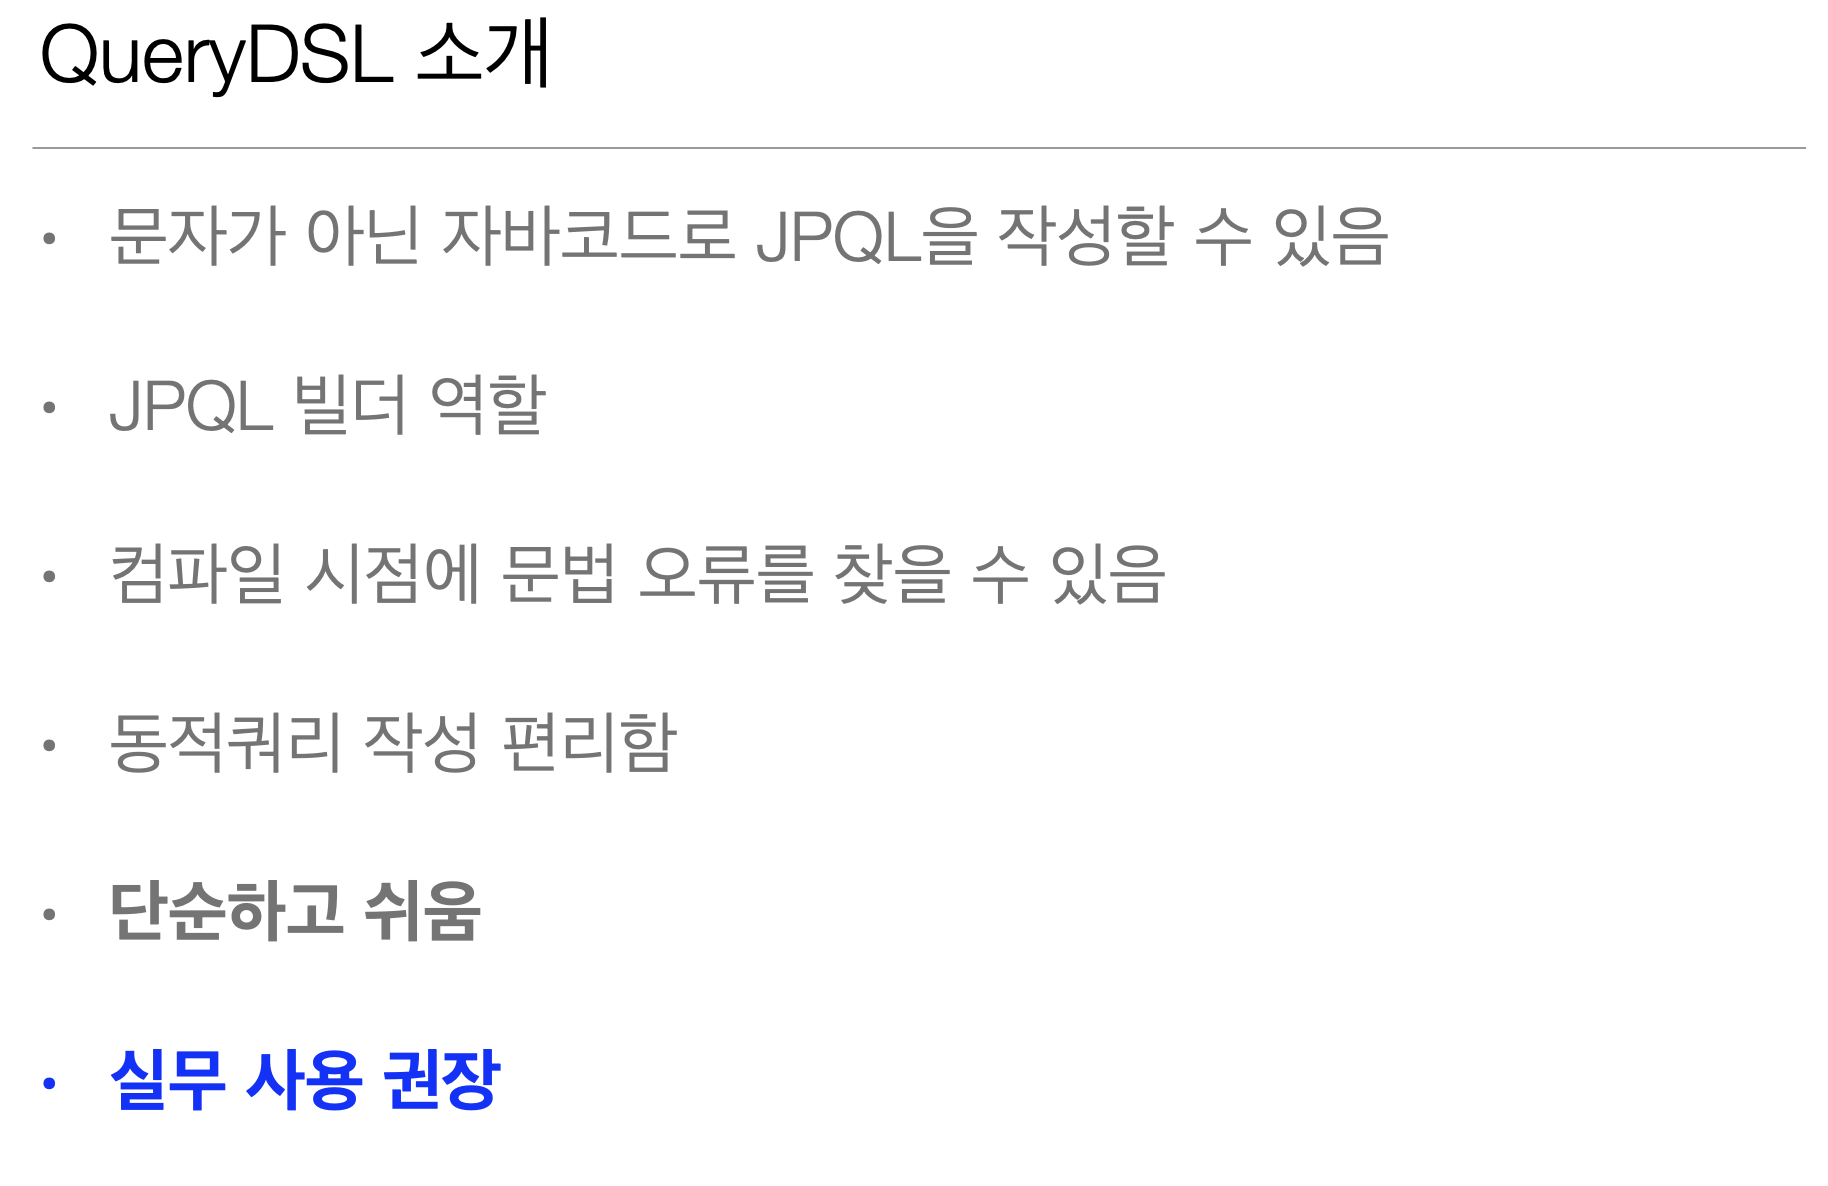 QueryDSL 소개
• 문자가 아닌 자바코드로 JPQL을 작성할 수 있음
• JPQL 빌더 역할
• 컴파일 시점에 문법 오류를 찾을 수 있음
• 동적쿼리 작성 편리함
• 단순하고 쉬움
• 실무 사용 권장